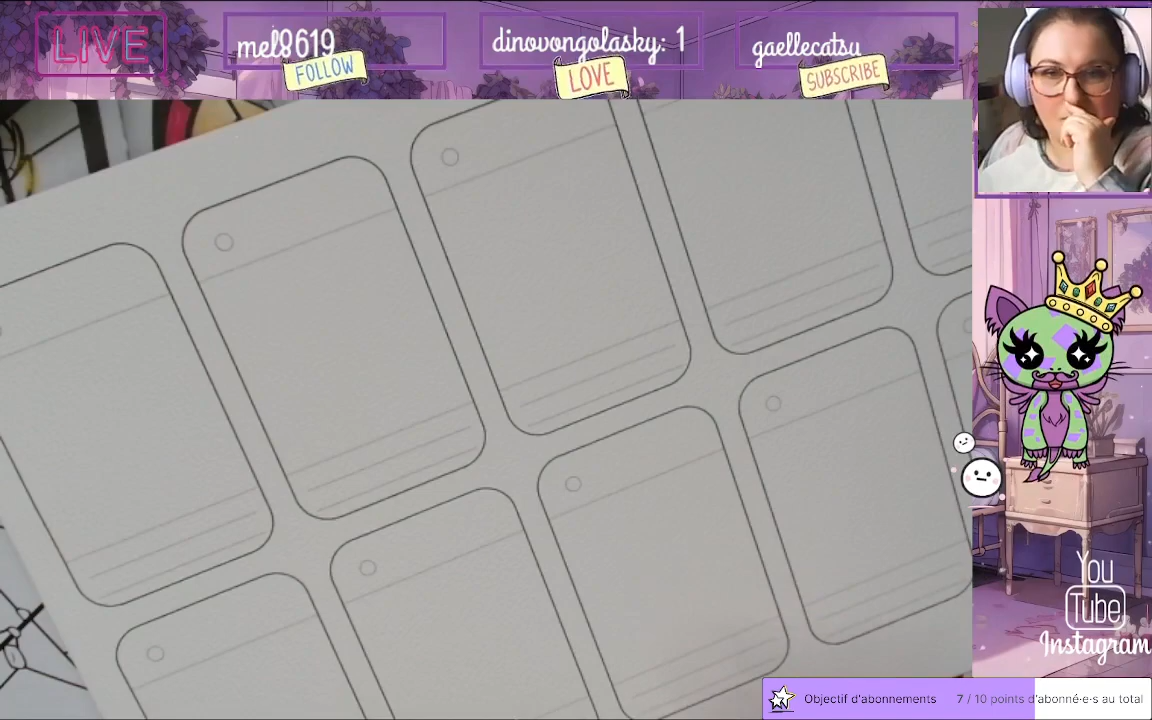 LIVE
mel8619
FOLLOW
dinovongolasky: 1
LOVE
gaellecatsu
SUBSCRIBE
You
Tube
Instagram
Objectif d'abonnements 7 / 10 points d'abonné·e·s au total